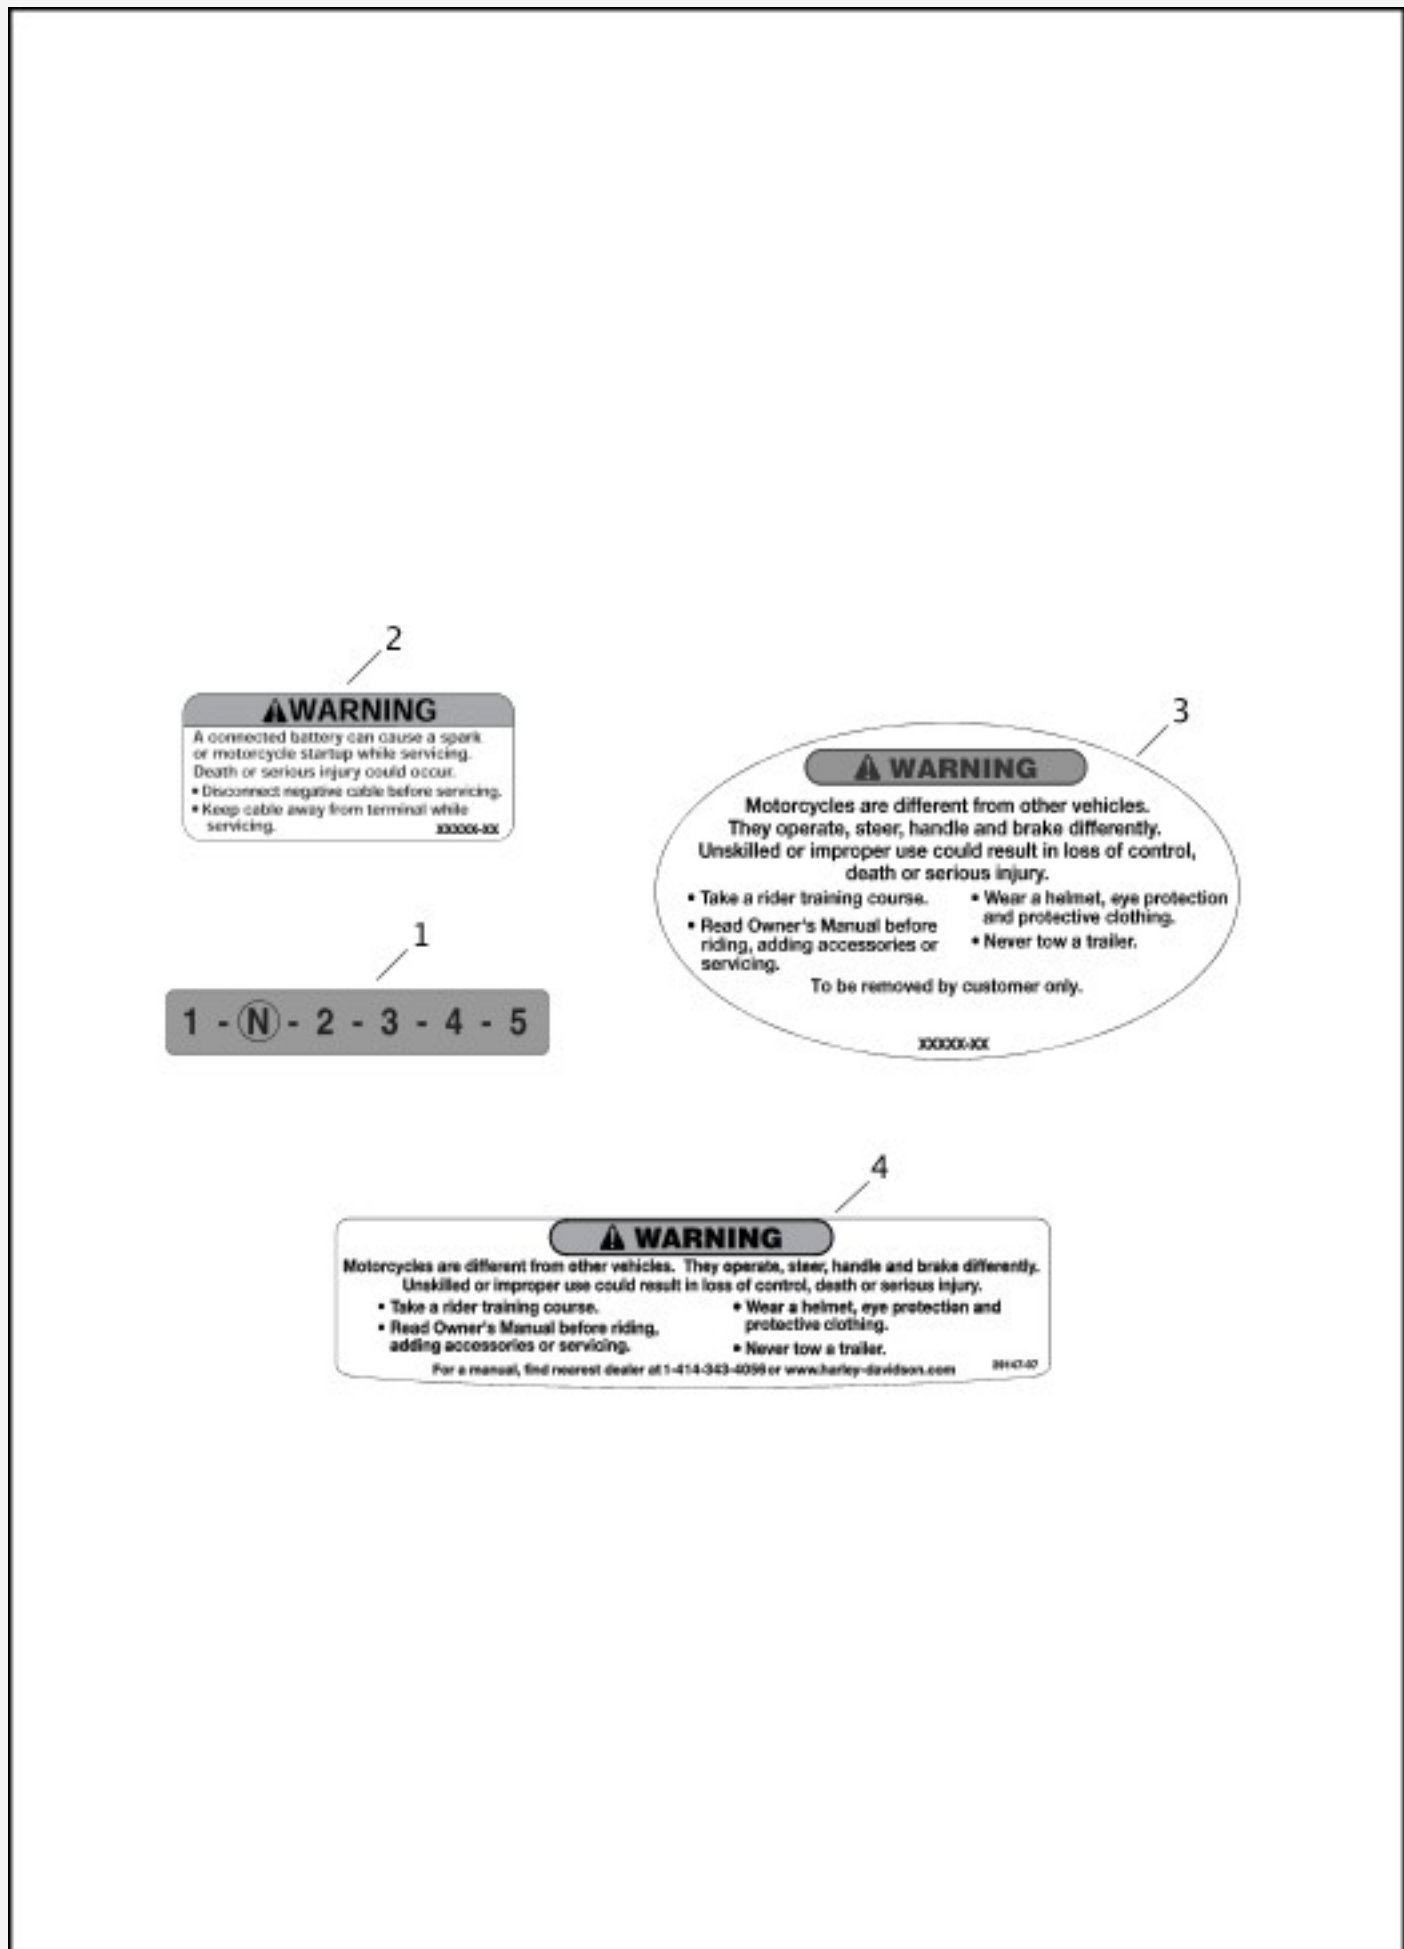 2
WARNING
A connected battery can cause a spark
or motorcycle startup while servicing.
Death or serious injury could occur.
• Disconnect negative cable before servicing.
• Keep cable away from terminal while
servicing.
XXXXX-XX
3
WARNING
Motorcycles are different from other vehicles.
They operate, steer, handle and brake differently.
Unskilled or improper use could result in loss of control,
death or serious injury.
• Take a rider training course.
• Read Owner's Manual before
riding, adding accessories or
servicing.
• Wear a helmet, eye protection
and protective clothing.
• Never tow a trailer.
To be removed by customer only.
XXXXX-XX
1
1 - N - 2 - 3 - 4 - 5
4
WARNING
Motorcycles are different from other vehicles. They operate, steer, handle and brake differently.
Unskilled or improper use could result in loss of control, death or serious injury.
• Take a rider training course.
• Read Owner's Manual before riding,
adding accessories or servicing.
• Wear a helmet, eye protection and
protective clothing.
• Never tow a trailer.
For a manual, find nearest dealer at 1-414-343-4056 or www.harley-davidson.com